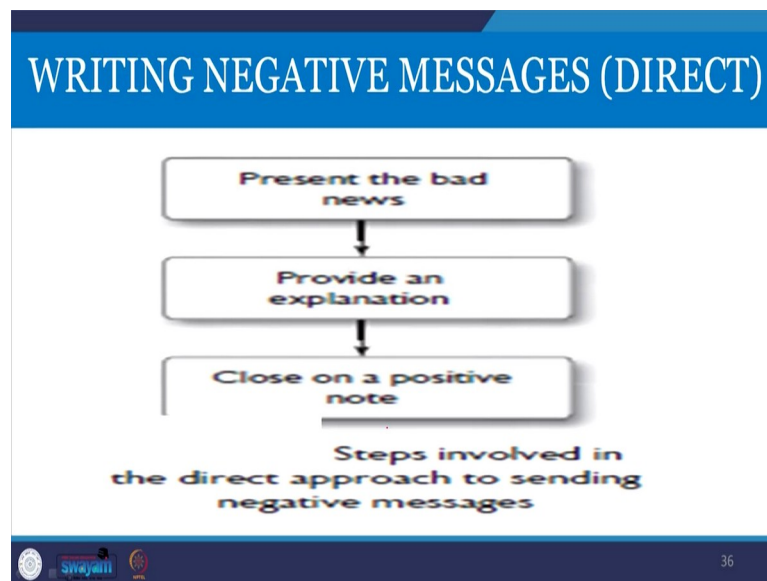 WRITING NEGATIVE MESSAGES (DIRECT)
Present the bad
news
Provide an
explanation
Close on a positive
note
Steps involved in
the direct approach to sending
negative messages
swayam
36